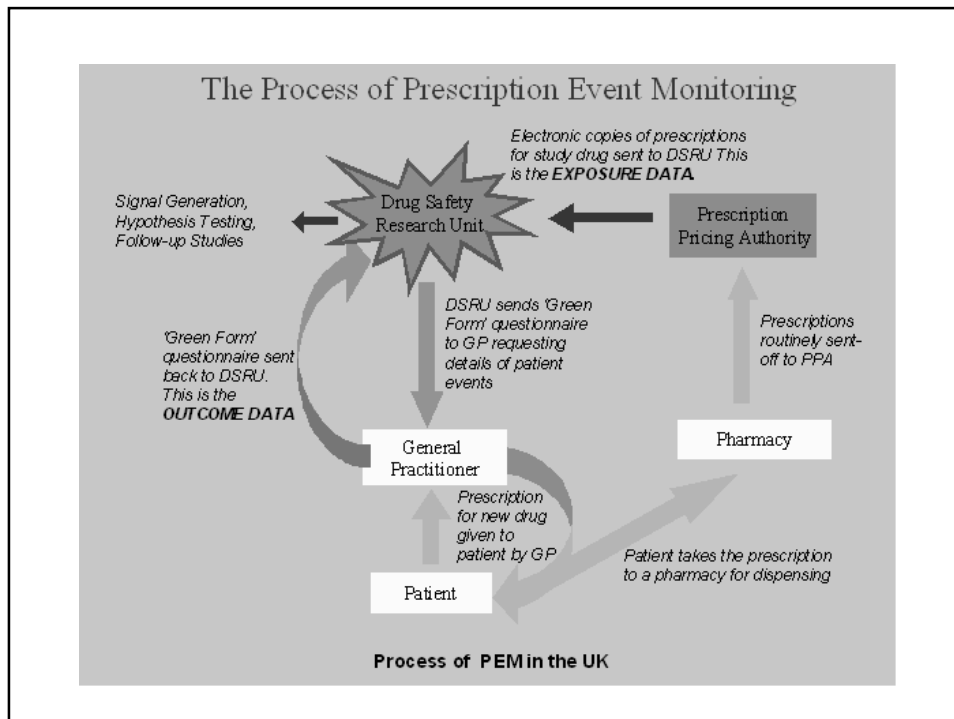 The Process of Prescription Event Monitoring
Electronic copies of prescriptions
for study drug sent to DSRU This
is the EXPOSURE DATA.
Signal Generation,
Hypothesis Testing,
Follow-up Studies
Drug Safety
Research Unit
Prescription
Pricing Authority
DSRU sends 'Green
Form' questionnaire
to GP requesting
details of patient
events
Prescriptions
routinely sent-
off to PPA
'Green Form'
questionnaire sent
back to DSRU.
This is the
OUTCOME DATA
General
Practitioner
Pharmacy
Prescription
for new drug
given to
patient by GP
Patient takes the prescription
to a pharmacy for dispensing
Patient
Process of PEM in the UK